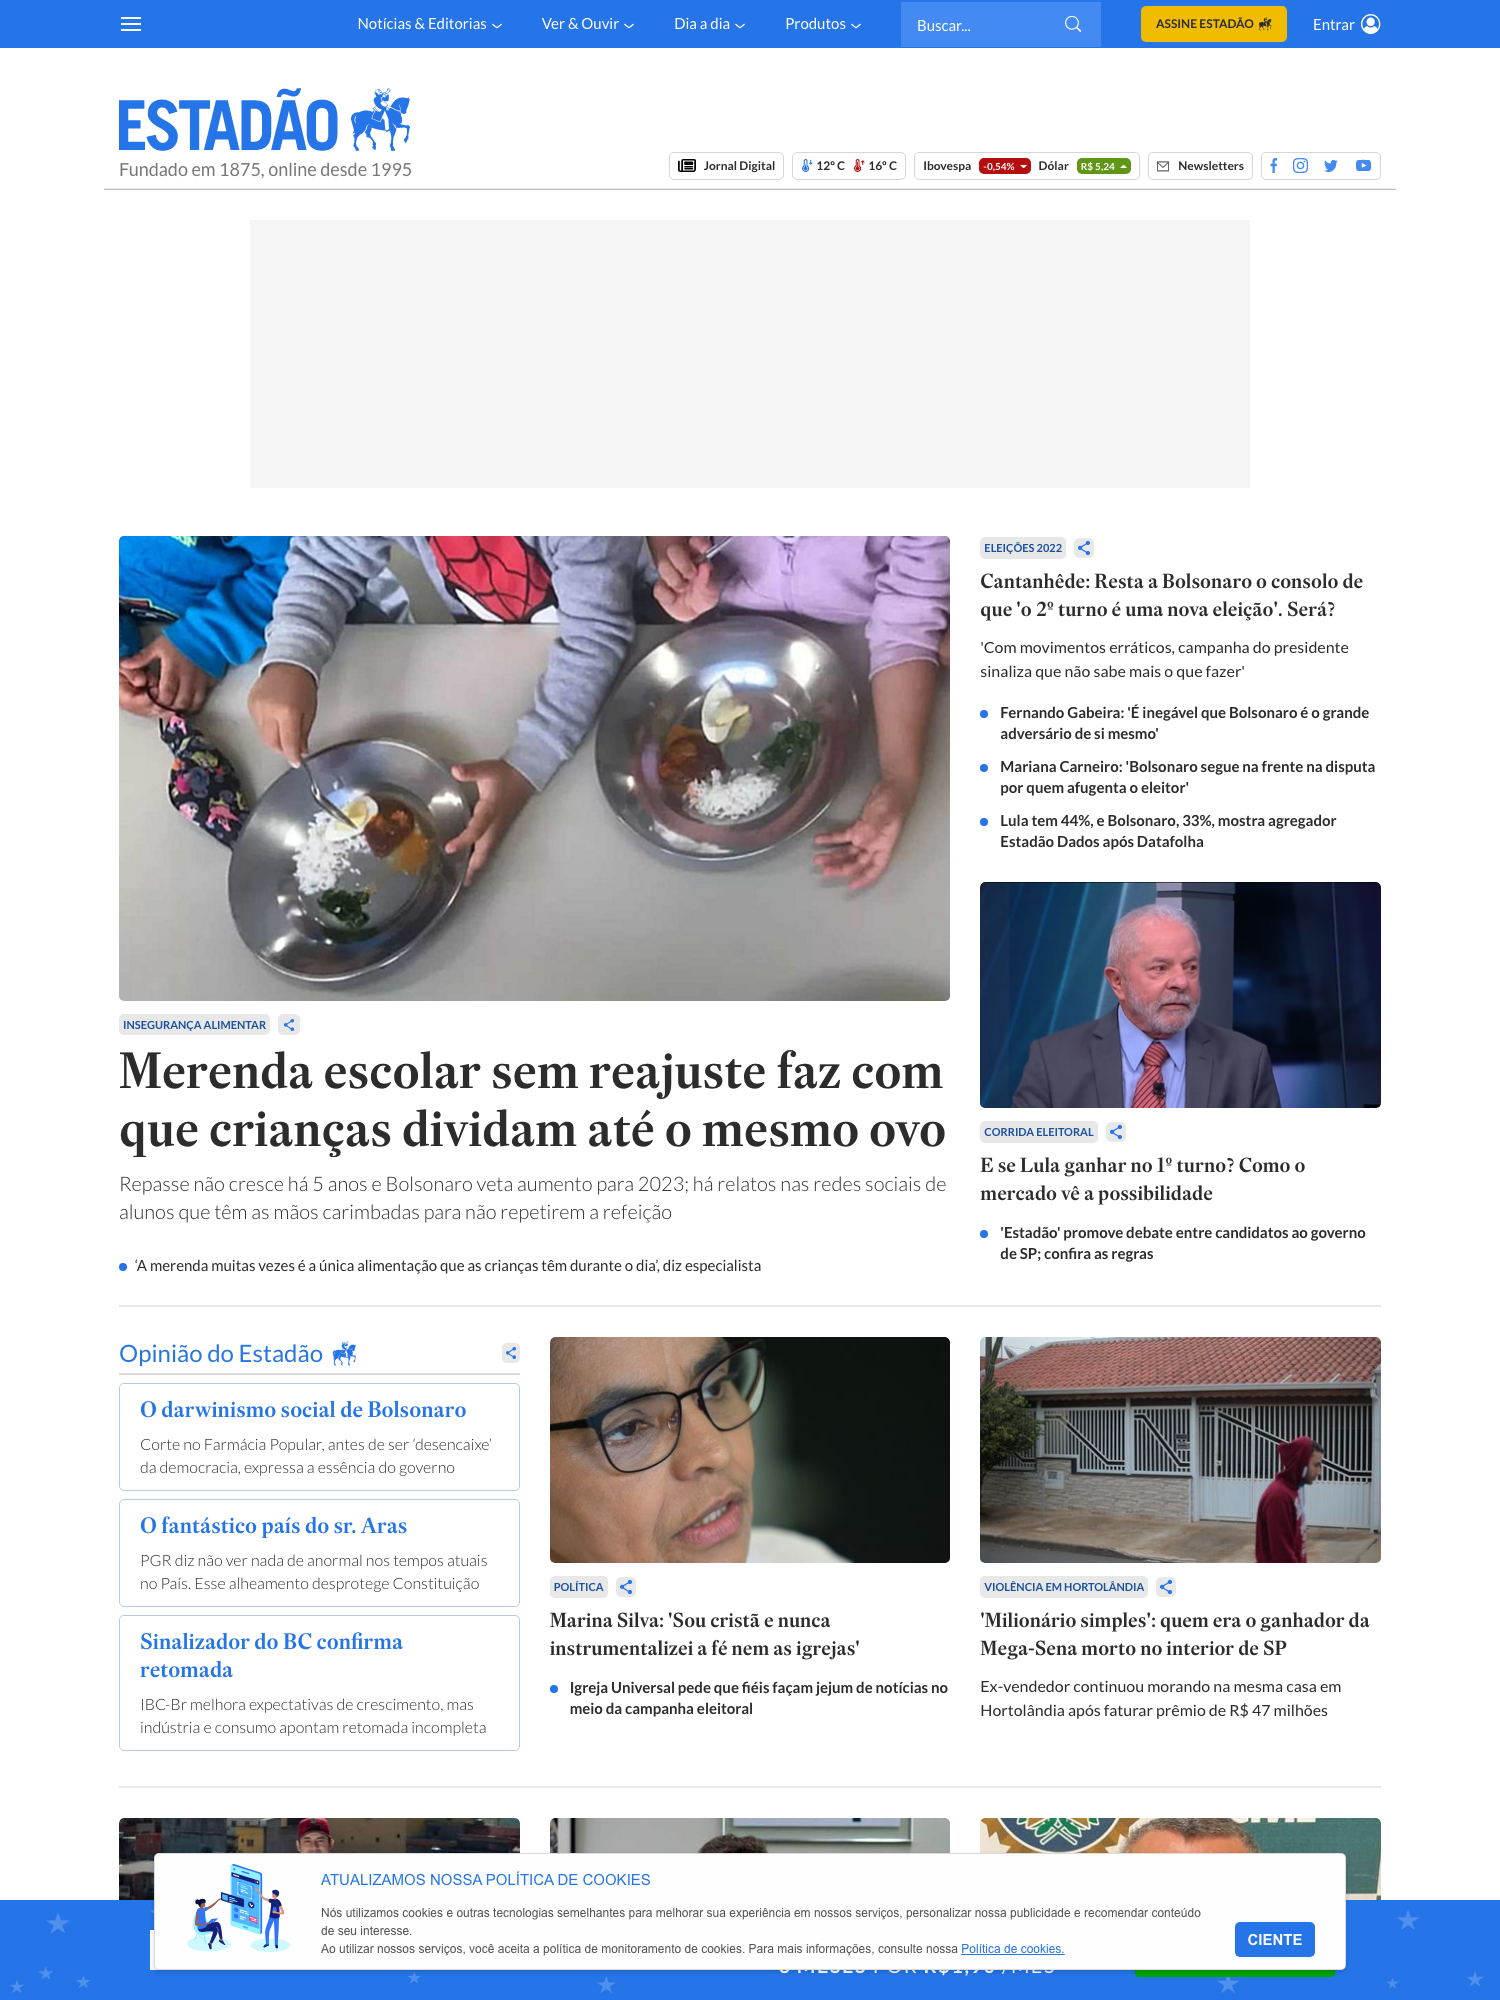 Notícias & Editorias
Ver & Ouvir
Dia a dia
Produtos
Buscar...
ASSINE ESTADÃO
Entrar
ESTADÃO
Fundado em 1875, online desde 1995
Jornal Digital
12º C 16º C
Ibovespa -0,54% Dólar R$ 5,24
Newsletters
INSEGURANÇA ALIMENTAR
Merenda escolar sem reajuste faz com
que crianças dividam até o mesmo ovo
Repasse não cresce há 5 anos e Bolsonaro veta aumento para 2023; há relatos nas redes sociais de
alunos que têm as mãos carimbadas para não repetirem a refeição
‘A merenda muitas vezes é a única alimentação que as crianças têm durante o dia’, diz especialista
ELEIÇÕES 2022
Cantanhêde: Resta a Bolsonaro o consolo de
que 'o 2º turno é uma nova eleição'. Será?
'Com movimentos erráticos, campanha do presidente
sinaliza que não sabe mais o que fazer'
Fernando Gabeira: 'É inegável que Bolsonaro é o grande
adversário de si mesmo'
Mariana Carneiro: 'Bolsonaro segue na frente na disputa
por quem afugenta o eleitor'
Lula tem 44%, e Bolsonaro, 33%, mostra agregador
Estadão Dados após Datafolha
CORRIDA ELEITORAL
E se Lula ganhar no 1º turno? Como o
mercado vê a possibilidade
'Estadão' promove debate entre candidatos ao governo
de SP; confira as regras
Opinião do Estadão
O darwinismo social de Bolsonaro
Corte no Farmácia Popular, antes de ser ‘desencaixe’
da democracia, expressa a essência do governo
O fantástico país do sr. Aras
PGR diz não ver nada de anormal nos tempos atuais
no País. Esse alheamento desprotege Constituição
Sinalizador do BC confirma
retomada
IBC-Br melhora expectativas de crescimento, mas
indústria e consumo apontam retomada incompleta
POLÍTICA
Marina Silva: 'Sou cristã e nunca
instrumentalizei a fé nem as igrejas'
Igreja Universal pede que fiéis façam jejum de notícias no
meio da campanha eleitoral
VIOLÊNCIA EM HORTOLÂNDIA
'Milionário simples': quem era o ganhador da
Mega-Sena morto no interior de SP
Ex-vendedor continuou morando na mesma casa em
Hortolândia após faturar prêmio de R$ 47 milhões
ATUALIZAMOS NOSSA POLÍTICA DE COOKIES
Nós utilizamos cookies e outras tecnologias semelhantes para melhorar sua experiência em nossos serviços, personalizar nossa publicidade e recomendar conteúdo
de seu interesse.
Ao utilizar nossos serviços, você aceita a política de monitoramento de cookies. Para mais informações, consulte nossa Política de cookies.
CIENTE